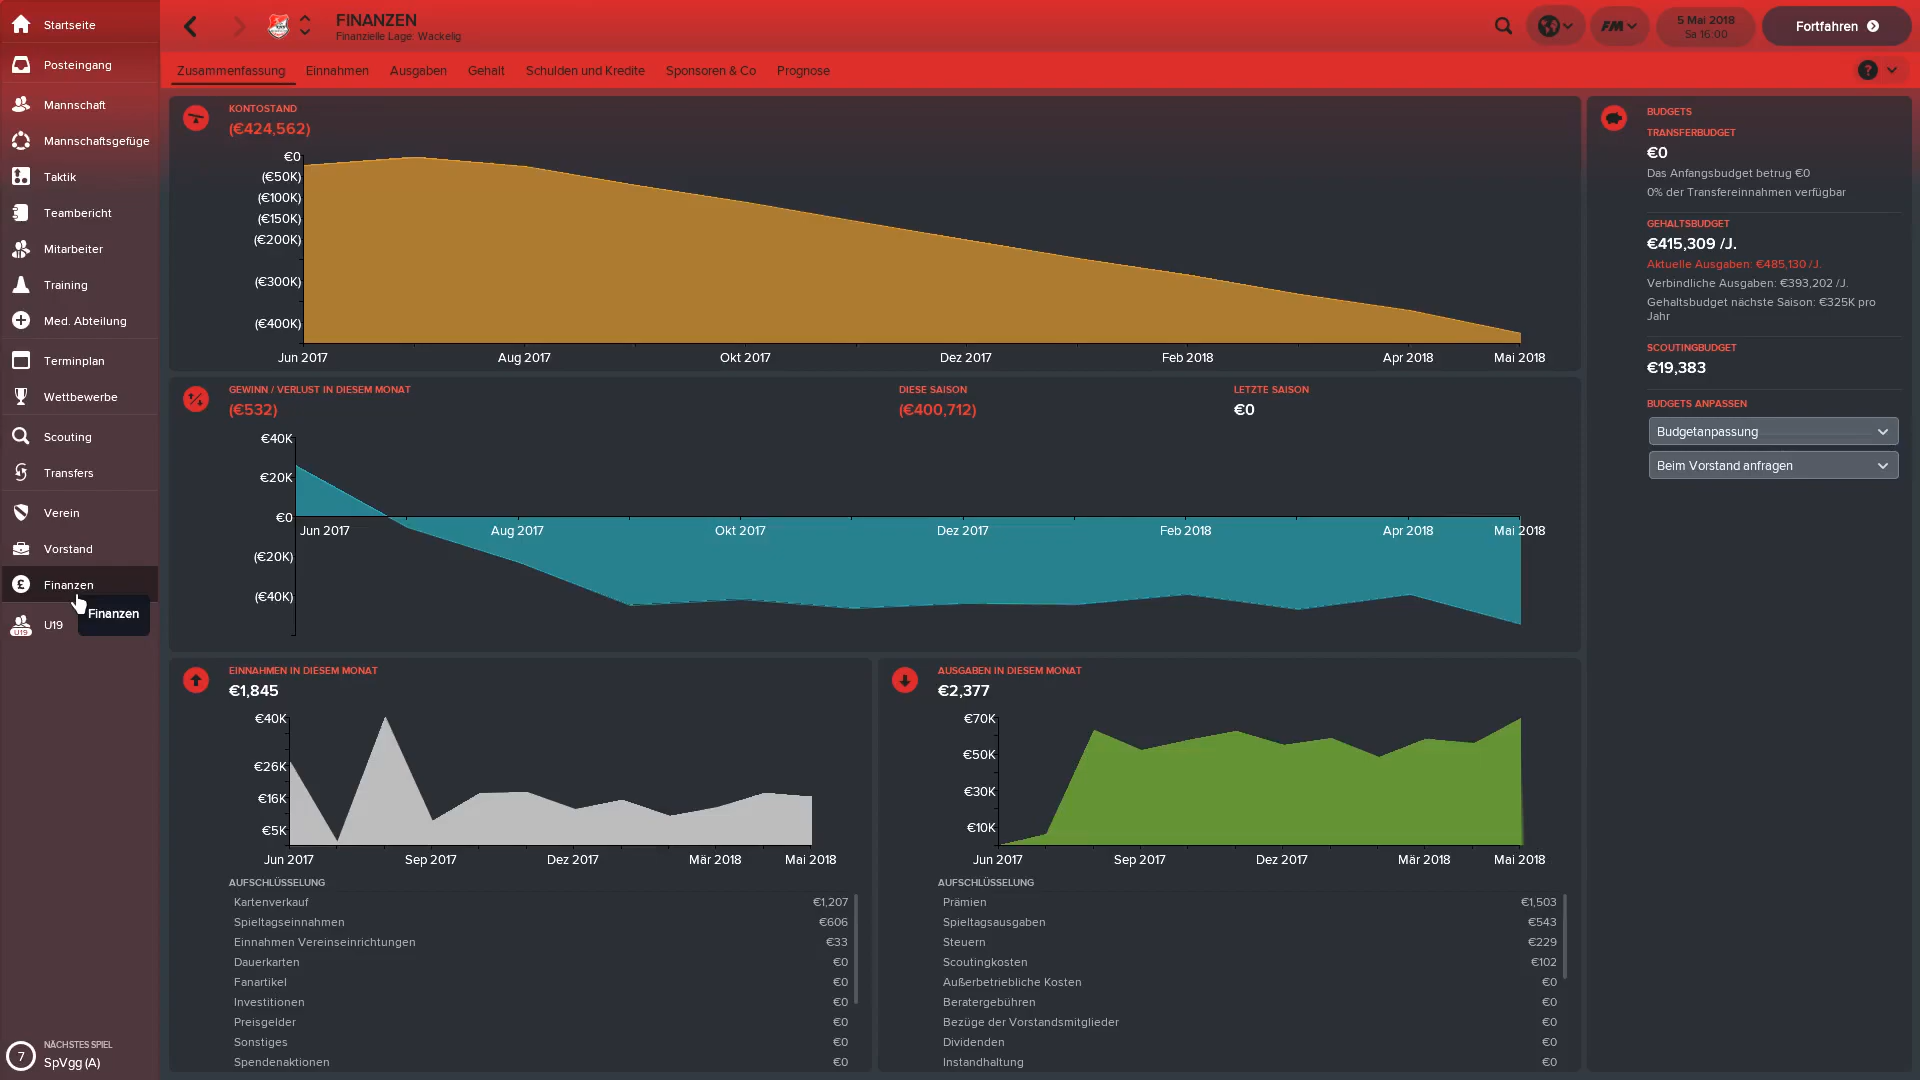 Startseite
Posteingang
Mannschaft
Mannschaftsgefüge
Taktik
Teambericht
Mitarbeiter
Training
Med. Abteilung
Terminplan
Wettbewerbe
Scouting
Transfers
Verein
Vorstand
Finanzen
Finanzen
U19
U19
7
NÄCHSTES SPIEL
SpVgg (A)
FINANZEN
Finanzielle Lage: Wackelig
FM
5 Mai 2018
Sa 16:00
Fortfahren
Zusammenfassung Einnahmen Ausgaben Gehalt Schulden und Kredite Sponsoren & Co Prognose
?
KONTOSTAND
(€424,562)
€0
(€50K)
(€100K)
(€150K)
(€200K)
(€300K)
(€400K)
Jun 2017 Aug 2017 Okt 2017 Dez 2017 Feb 2018 Apr 2018 Mai 2018
GEWINN / VERLUST IN DIESEM MONAT
(€532)
DIESE SAISON
(€400,712)
LETZTE SAISON
€0
€40K
€20K
€0
(€20K)
(€40K)
Jun 2017 Aug 2017 Okt 2017 Dez 2017 Feb 2018 Apr 2018 Mai 2018
EINNAHMEN IN DIESEM MONAT
€1,845
€40K
€26K
€16K
€5K
Jun 2017 Sep 2017 Dez 2017 Mär 2018 Mai 2018
AUFSCHLÜSSELUNG
Kartenverkauf €1,207
Spieltagseinnahmen €606
Einnahmen Vereinseinrichtungen €33
Dauerkarten €0
Fanartikel €0
Investitionen €0
Preisgelder €0
Sonstiges €0
Spendenaktionen €0
AUSGABEN IN DIESEM MONAT
€2,377
€70K
€50K
€30K
€10K
Jun 2017 Sep 2017 Dez 2017 Mär 2018 Mai 2018
AUFSCHLÜSSELUNG
Prämien €1,503
Spieltagsausgaben €543
Steuern €229
Scoutingkosten €102
Außerbetriebliche Kosten €0
Beratergebühren €0
Bezüge der Vorstandsmitglieder €0
Dividenden €0
Instandhaltung €0
BUDGETS
TRANSFERBUDGET
€0
Das Anfangsbudget betrug €0
0% der Transfereinnahmen verfügbar
GEHALTSBUDGET
€415,309 /J.
Aktuelle Ausgaben: €485,130 /J.
Verbindliche Ausgaben: €393,202 /J.
Gehaltsbudget nächste Saison: €325K pro
Jahr
SCOUTINGBUDGET
€19,383
BUDGETS ANPASSEN
Budgetanpassung
Beim Vorstand anfragen